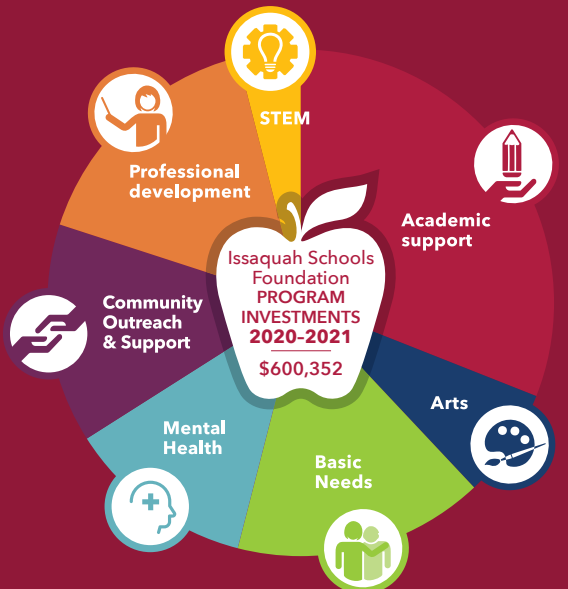 STEM
Professional
development
Academic
support
Issaquah Schools
Foundation
PROGRAM
INVESTMENTS
2020–2021
$600,352
Community
Outreach
& Support
Arts
Mental
Health
Basic
Needs